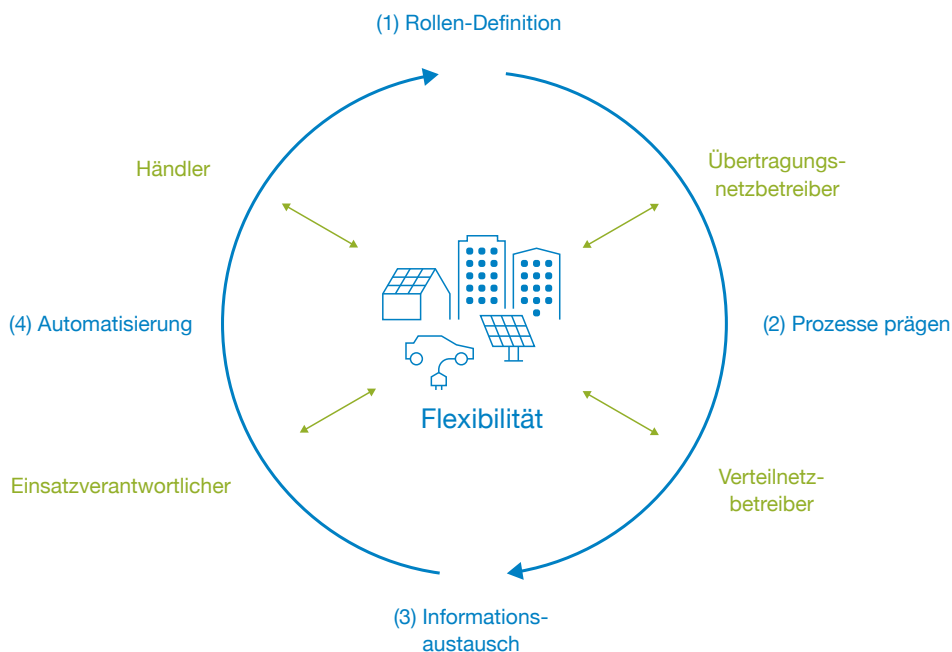 (1) Rollen-Definition
Händler
Übertragungs-
netzbetreiber
(4) Automatisierung
(2) Prozesse prägen
Flexibilität
Einsatzverantwortlicher
Verteilnetz-
betreiber
(3) Informations-
austausch